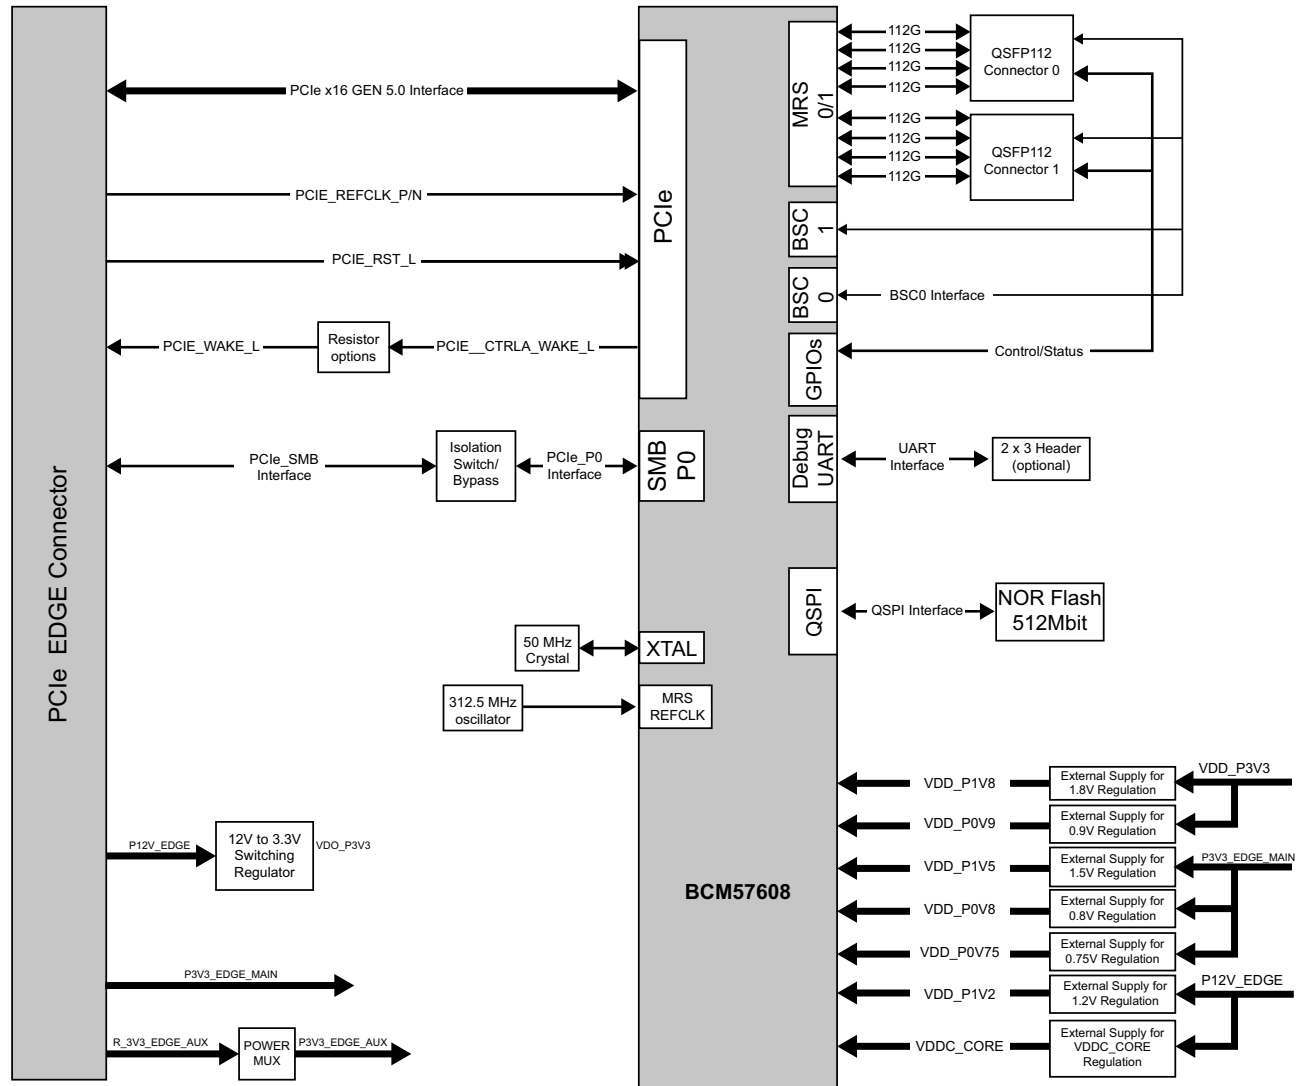 PCIe EDGE Connector
PCIe x16 GEN 5.0 Interface
PCIE_REFCLK_P/N
PCIE_RST_L
PCIE_WAKE_L
Resistor
options
PCIE__CTRLA_WAKE_L
PCIe_SMB
Interface
Isolation
Switch/
Bypass
PCIe_P0
Interface
50 MHz
Crystal
312.5 MHz
oscillator
P12V_EDGE
12V to 3.3V
Switching
Regulator
VDO_P3V3
P3V3_EDGE_MAIN
R_3V3_EDGE_AUX
POWER
MUX
P3V3_EDGE_AUX
PCIe
SMB
P0
XTAL
MRS
REFCLK
BCM57608
MRS
0/1
BSC
1
BSC
0
GPIOs
Debug
UART
QSPI
112G
112G
112G
112G
QSFP112
Connector 0
112G
112G
112G
112G
QSFP112
Connector 1
BSC0 Interface
Control/Status
UART
Interface
2 x 3 Header
(optional)
QSPI Interface
NOR Flash
512Mbit
VDD_P1V8
External Supply for
1.8V Regulation
VDD_P3V3
VDD_P0V9
External Supply for
0.9V Regulation
VDD_P1V5
External Supply for
1.5V Regulation
P3V3_EDGE_MAIN
VDD_P0V8
External Supply for
0.8V Regulation
VDD_P0V75
External Supply for
0.75V Regulation
VDD_P1V2
External Supply for
1.2V Regulation
P12V_EDGE
VDDC_CORE
External Supply for
VDDC_CORE
Regulation